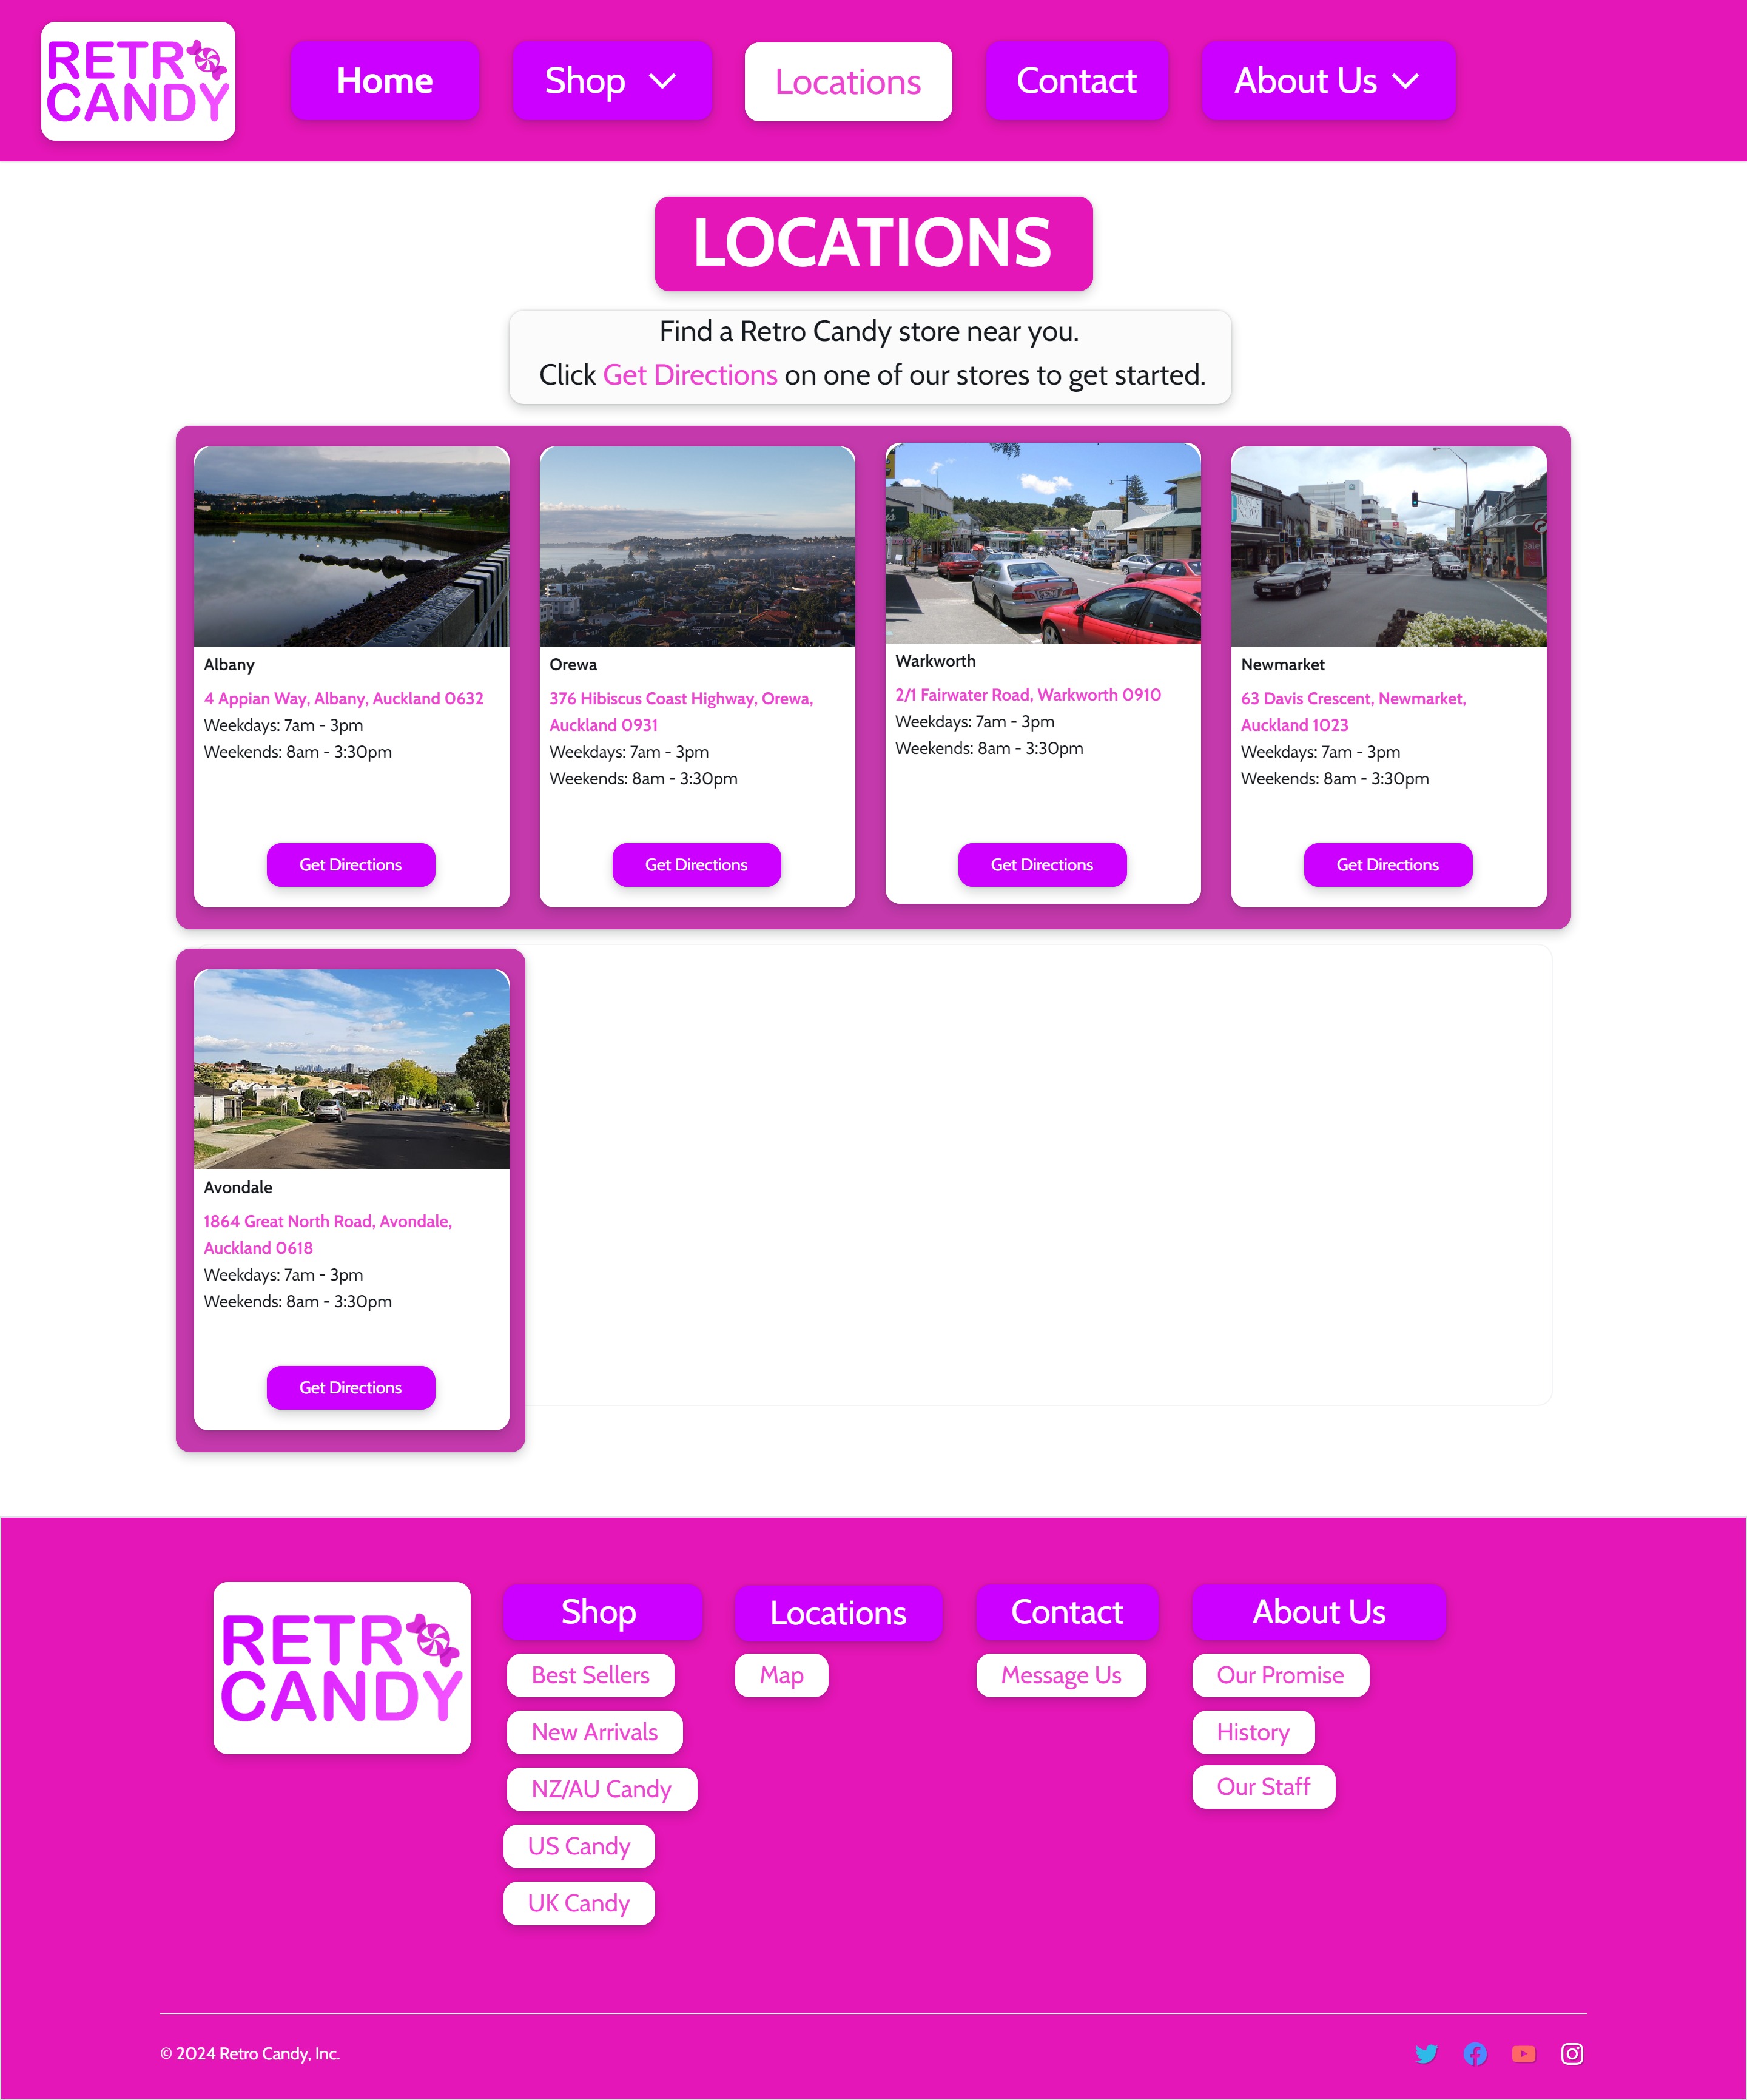 RETRO
CANDY
Home
Shop
Locations
Contact
About Us
LOCATIONS
Find a Retro Candy store near you.
Click Get Directions on one of our stores to get started.
Albany
4 Appian Way, Albany, Auckland 0632
Weekdays: 7am - 3pm
Weekends: 8am - 3:30pm
Get Directions
Orewa
376 Hibiscus Coast Highway, Orewa,
Auckland 0931
Weekdays: 7am - 3pm
Weekends: 8am - 3:30pm
Get Directions
Warkworth
2/1 Fairwater Road, Warkworth 0910
Weekdays: 7am - 3pm
Weekends: 8am - 3:30pm
Get Directions
NOW
Sale
Newmarket
63 Davis Crescent, Newmarket,
Auckland 1023
Weekdays: 7am - 3pm
Weekends: 8am - 3:30pm
Get Directions
Avondale
1864 Great North Road, Avondale,
Auckland 0618
Weekdays: 7am - 3pm
Weekends: 8am - 3:30pm
Get Directions
RETRO
CANDY
Shop
Best Sellers
New Arrivals
NZ/AU Candy
US Candy
UK Candy
Locations
Map
Contact
Message Us
About Us
Our Promise
History
Our Staff
© 2024 Retro Candy, Inc.